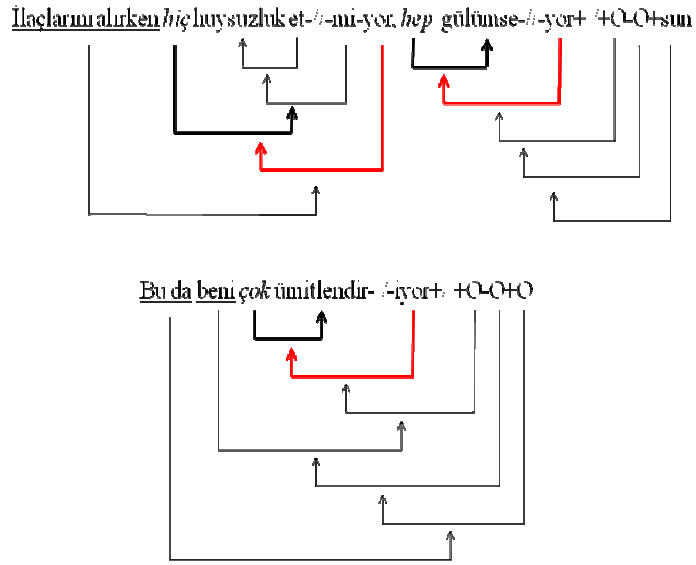 İlaçlarını alırken hiç huysuzluk et-//-mi-yor, hep gülümse-//-yor+ /+O-O+sun
Bu da beni çok ümitlendir- /-iyor+/ +O-O+O